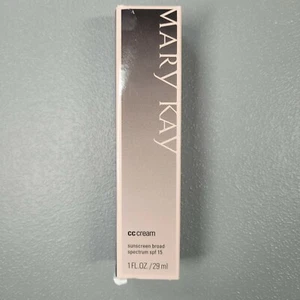 MARY KAY
cc cream
sunscreen broad
spectrum spf 15
1 FL. OZ. / 29 ml